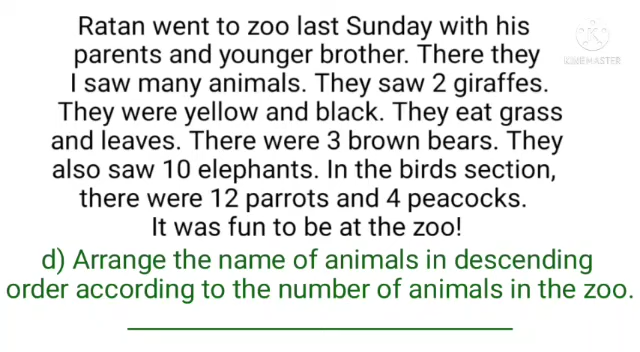 Ratan went to zoo last Sunday with his
parents and younger brother. There they
I saw many animals. They saw 2 giraffes.
They were yellow and black. They eat grass
and leaves. There were 3 brown bears. They
also saw 10 elephants. In the birds section,
there were 12 parrots and 4 peacocks.
It was fun to be at the zoo!
d) Arrange the name of animals in descending
order according to the number of animals in the zoo.
KINEMASTER